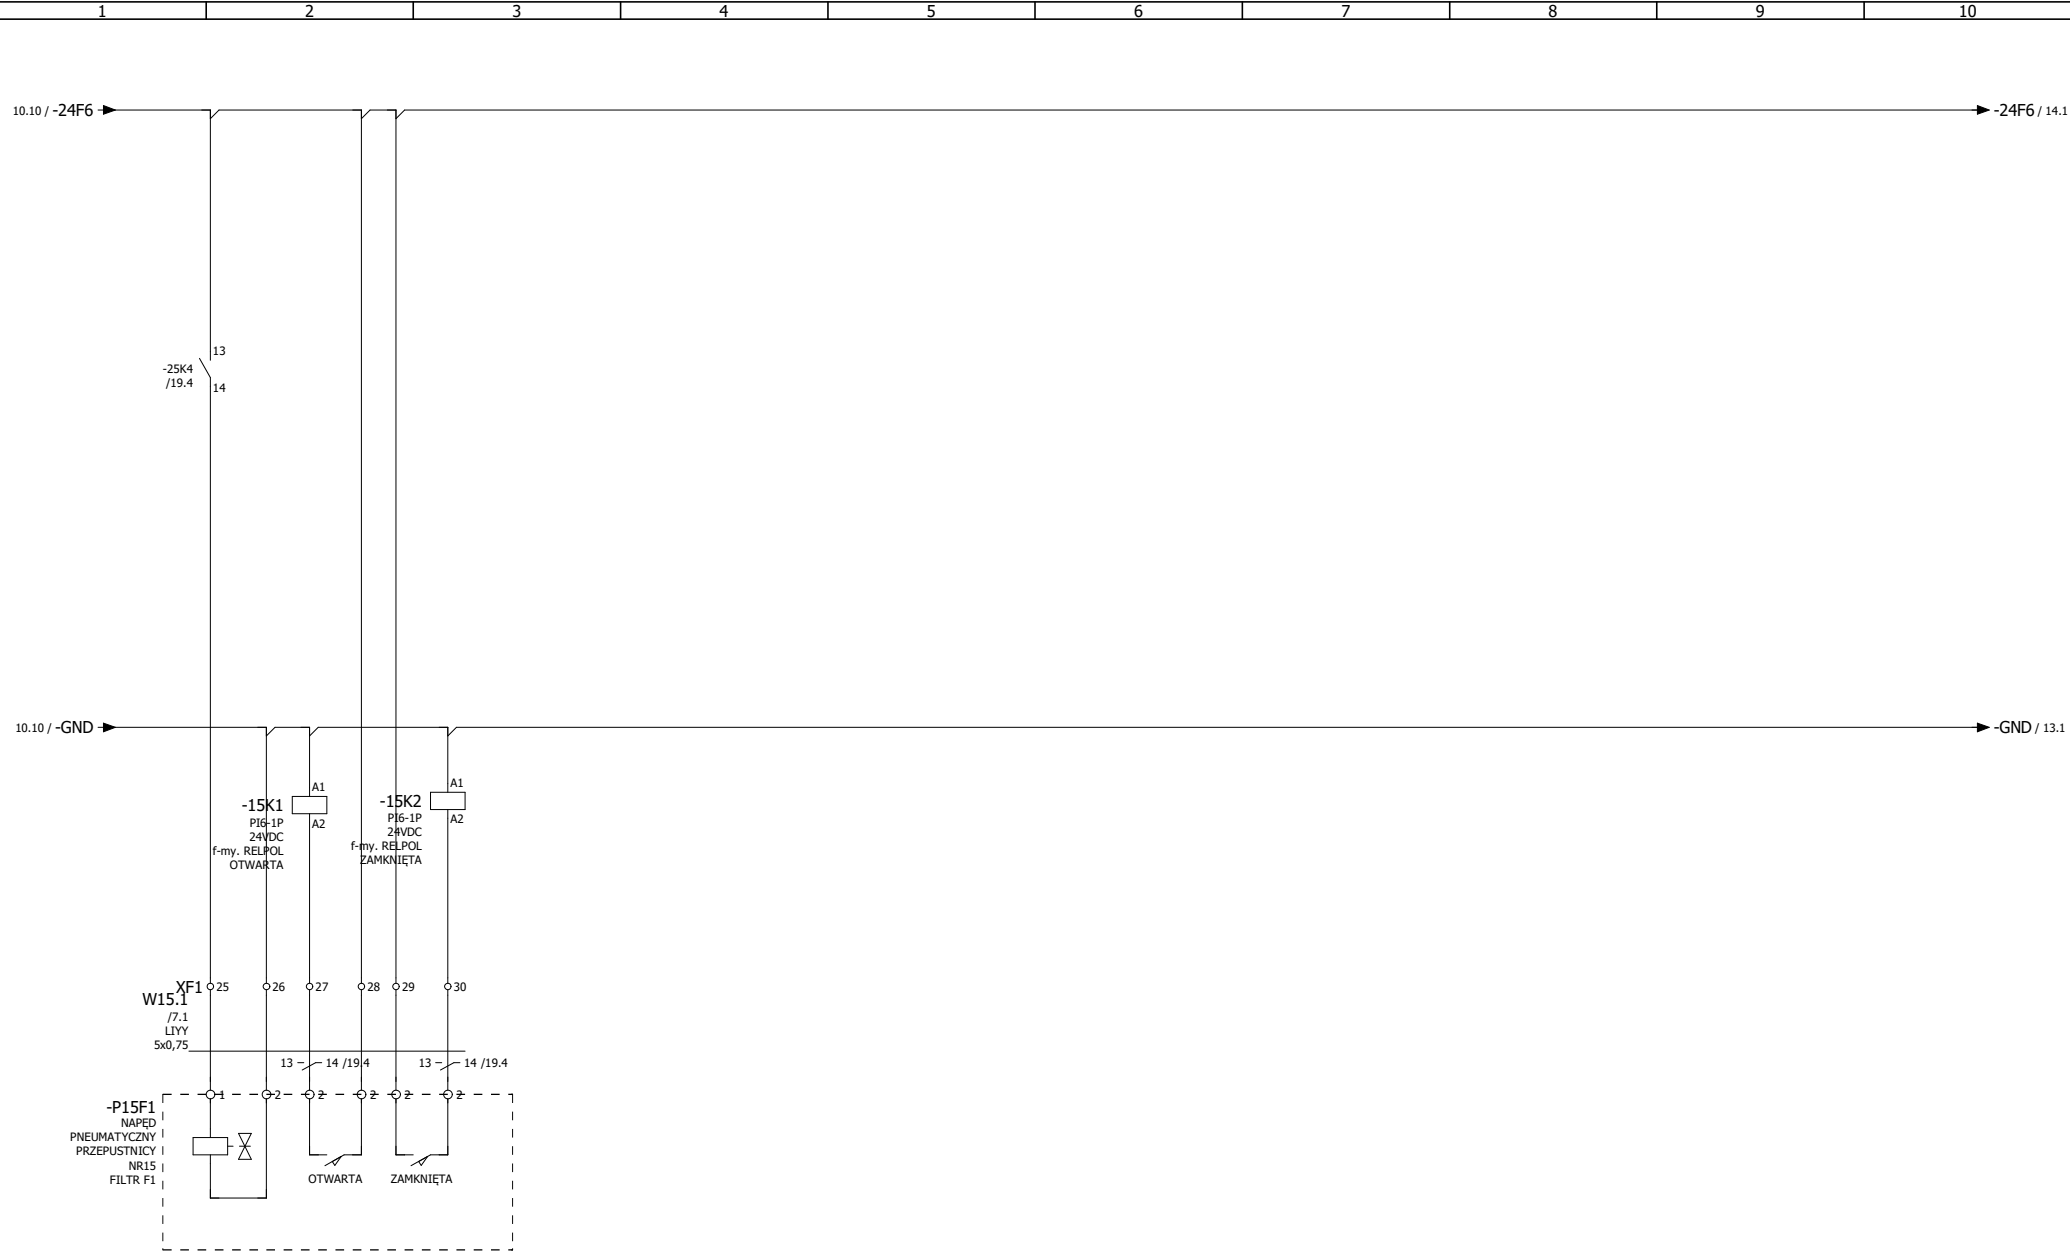 1 2 3 4 5 6 7 8 9 10
10.10 / -24F6
-24F6 / 14.1
13
-25K4
/19.4
14
10.10 / -GND
-GND / 13.1
A1
-15K1
PI6-1P
24VDC
f-my. RELPOL
OTWARTA
A2
A1
-15K2
PI6-1P
24VDC
f-my. RELPOL
ZAMKNIĘTA
A2
XF1 25 26 27 28 29 30
W15.1
/7.1
LIYY
5x0,75
13 14 /19.4
13 14 /19.4
1 2 2 2 2 2
-P15F1
NAPĘD
PNEUMATYCZNY
PRZEPUSTNICY
NR15
FILTR F1
OTWARTA ZAMKNIĘTA